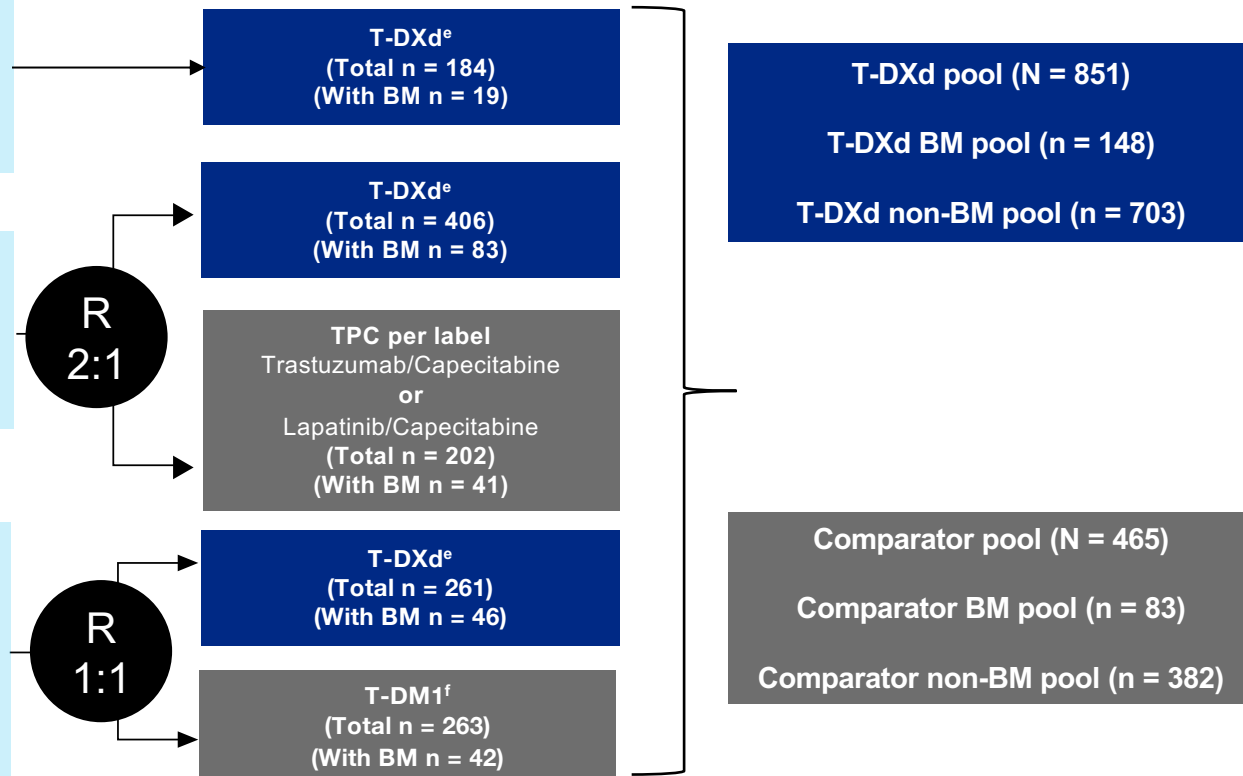 T-DXdᵉ
(Total n = 184)
(With BM n = 19)
T-DXdᵉ
(Total n = 406)
(With BM n = 83)
R
2:1
TPC per label
Trastuzumab/Capecitabine
or
Lapatinib/Capecitabine
(Total n = 202)
(With BM n = 41)
T-DXdᵉ
(Total n = 261)
(With BM n = 46)
R
1:1
T-DM1ᶠ
(Total n = 263)
(With BM n = 42)
T-DXd pool (N = 851)
T-DXd BM pool (n = 148)
T-DXd non-BM pool (n = 703)
Comparator pool (N = 465)
Comparator BM pool (n = 83)
Comparator non-BM pool (n = 382)